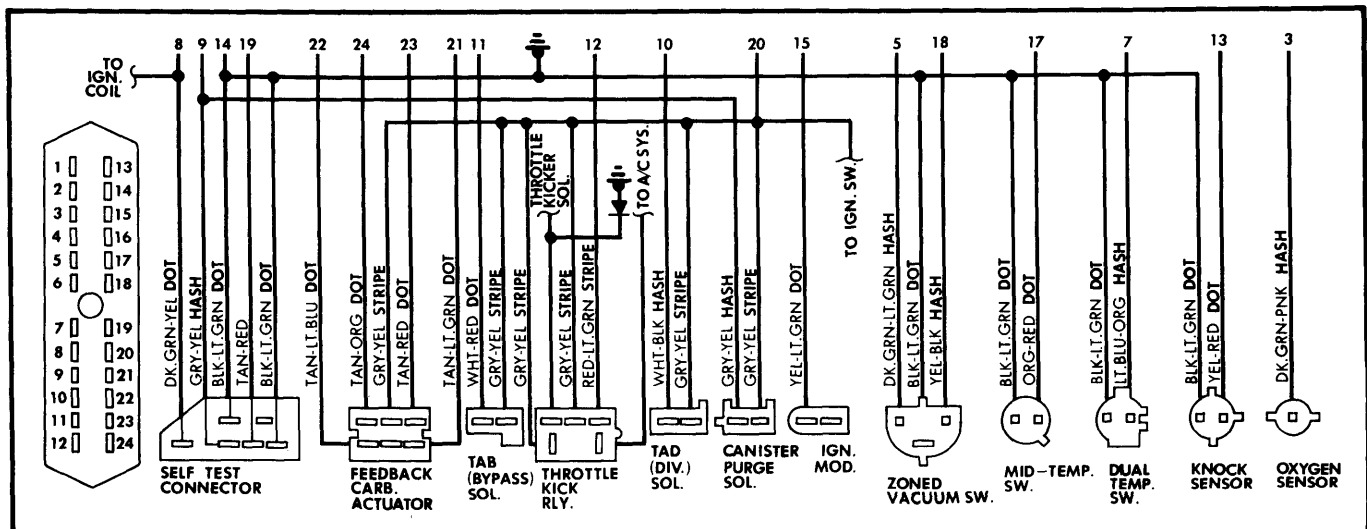 8 9 14 19 22 24 23 21 11 12 10 20 15 5 18 17 7 13 3
TO
IGN.
COIL
1 13
2 14
3 15
4 16
5 17
6 18
7 19
8 20
9 21
10 22
11 23
12 24
DK.GRN-YEL DOT
GRY-YEL HASH
BLK-LT.GRN DOT
TAN-RED
BLK-LT.GRN DOT
TAN-LT.BLU DOT
TAN-ORG DOT
GRY-YEL STRIPE
TAN-RED DOT
TAN-LT.GRN DOT
WHT-RED DOT
GRY-YEL STRIPE
GRY-YEL STRIPE
THROTTLE
KICKER
SOL.
GRY-YEL STRIPE
RED-LT.GRN STRIPE
TO A/C SYS.
WHT-BLK HASH
GRY-YEL STRIPE
GRY-YEL HASH
GRY-YEL STRIPE
YEL-LT.GRN DOT
TO IGN. SW.
DK.GRN-LT.GRN HASH
BLK-LT.GRN DOT
YEL-BLK HASH
BLK-LT.GRN DOT
ORG-RED DOT
BLK-LT.GRN DOT
LT.BLU-ORG HASH
BLK-LT.GRN DOT
YEL-RED DOT
DK.GRN-PNK HASH
SELF TEST
CONNECTOR
FEEDBACK
CARB.
ACTUATOR
TAB
(BYPASS)
SOL.
THROTTLE
KICK
RLY.
TAD
(DIV.)
SOL.
CANISTER
PURGE
SOL.
IGN.
MOD.
ZONED
VACUUM SW.
MID-TEMP.
SW.
DUAL
TEMP.
SW.
KNOCK
SENSOR
OXYGEN
SENSOR